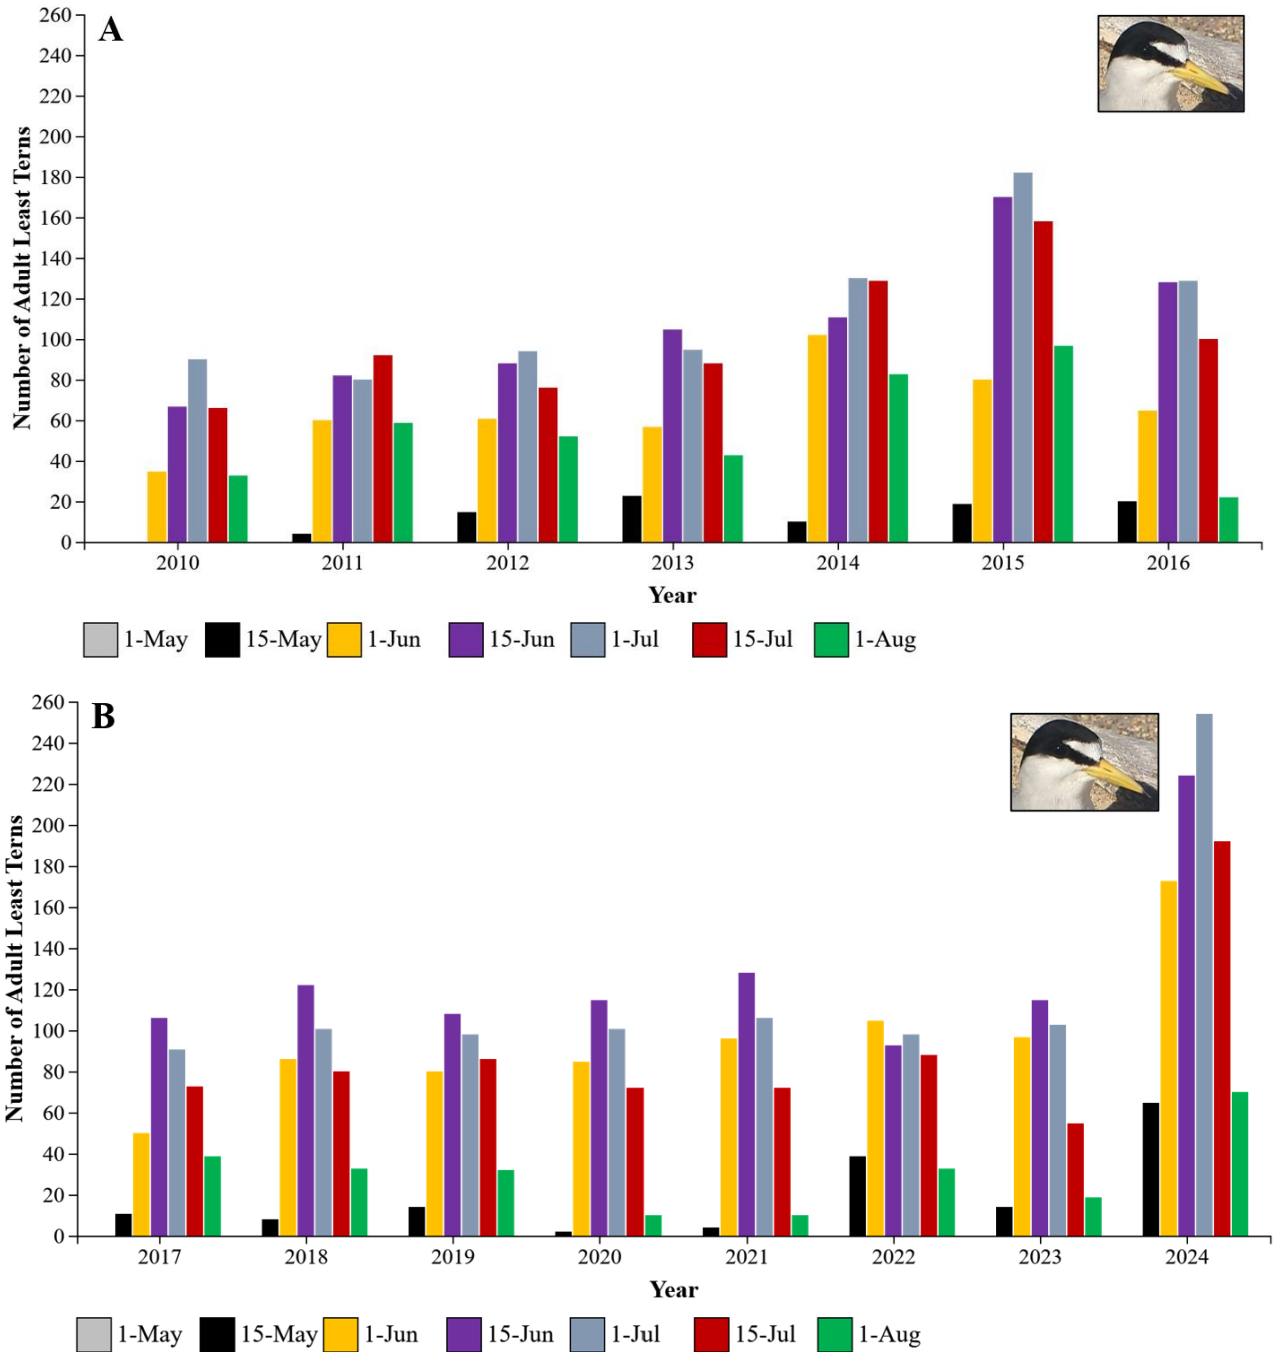 A
260
240
220
200
180
160
140
120
100
80
60
40
20
0
Number of Adult Least Terns
2010 2011 2012 2013 2014 2015 2016
Year
1-May 15-May 1-Jun 15-Jun 1-Jul 15-Jul 1-Aug
B
260
240
220
200
180
160
140
120
100
80
60
40
20
0
Number of Adult Least Terns
2017 2018 2019 2020 2021 2022 2023 2024
Year
1-May 15-May 1-Jun 15-Jun 1-Jul 15-Jul 1-Aug